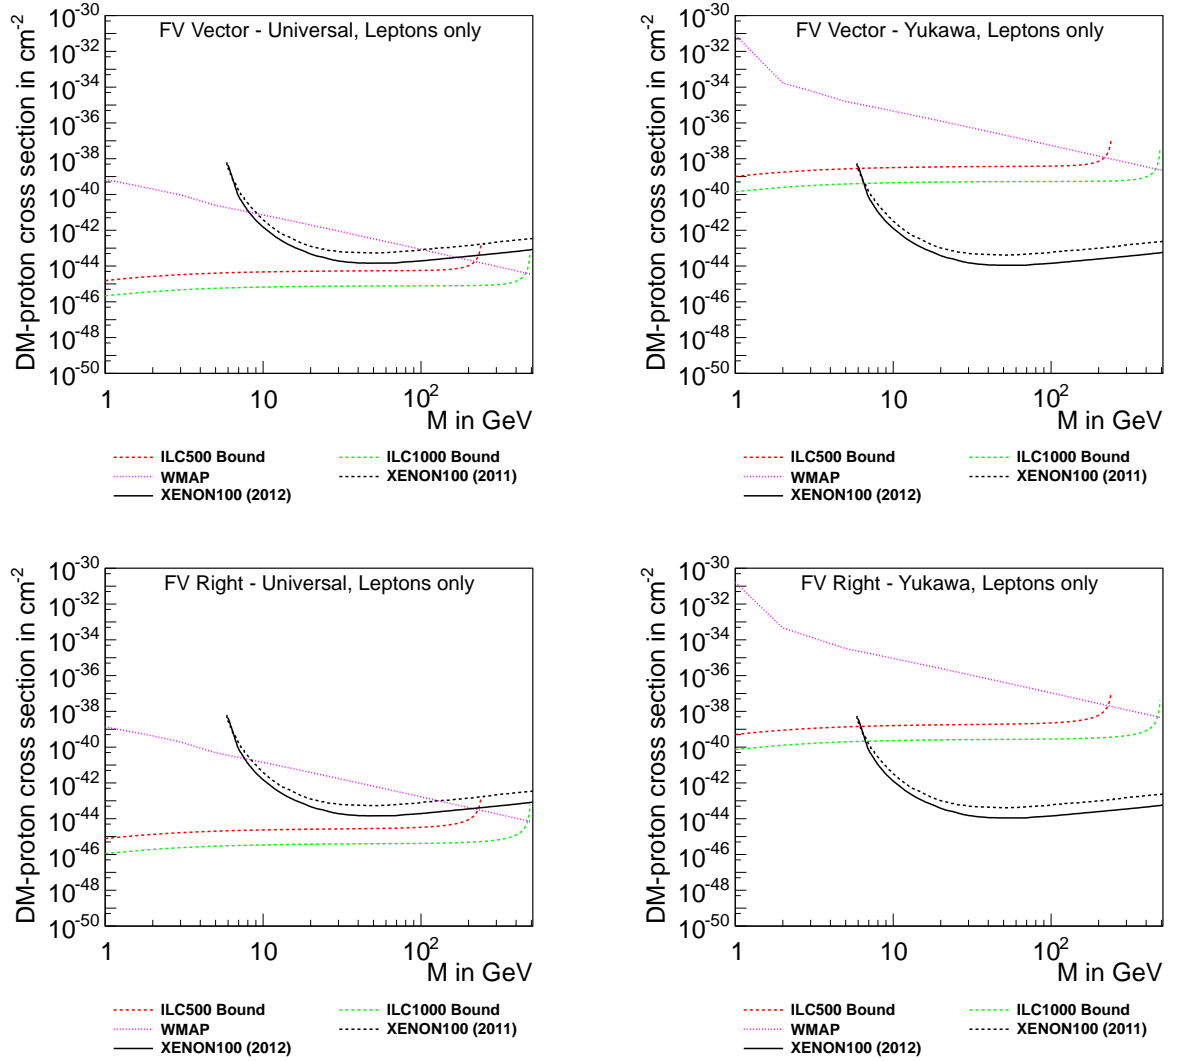 FV Vector - Universal, Leptons only
DM-proton cross section in cm-2
10-30
10-32
10-34
10-36
10-38
10-40
10-42
10-44
10-46
10-48
10-50
1 10 102
M in GeV
ILC500 Bound
ILC1000 Bound
WMAP
XENON100 (2011)
XENON100 (2012)
FV Vector - Yukawa, Leptons only
DM-proton cross section in cm-2
10-30
10-32
10-34
10-36
10-38
10-40
10-42
10-44
10-46
10-48
10-50
1 10 102
M in GeV
ILC500 Bound
ILC1000 Bound
WMAP
XENON100 (2011)
XENON100 (2012)
FV Right - Universal, Leptons only
DM-proton cross section in cm-2
10-30
10-32
10-34
10-36
10-38
10-40
10-42
10-44
10-46
10-48
10-50
1 10 102
M in GeV
ILC500 Bound
ILC1000 Bound
WMAP
XENON100 (2011)
XENON100 (2012)
FV Right - Yukawa, Leptons only
DM-proton cross section in cm-2
10-30
10-32
10-34
10-36
10-38
10-40
10-42
10-44
10-46
10-48
10-50
1 10 102
M in GeV
ILC500 Bound
ILC1000 Bound
WMAP
XENON100 (2011)
XENON100 (2012)